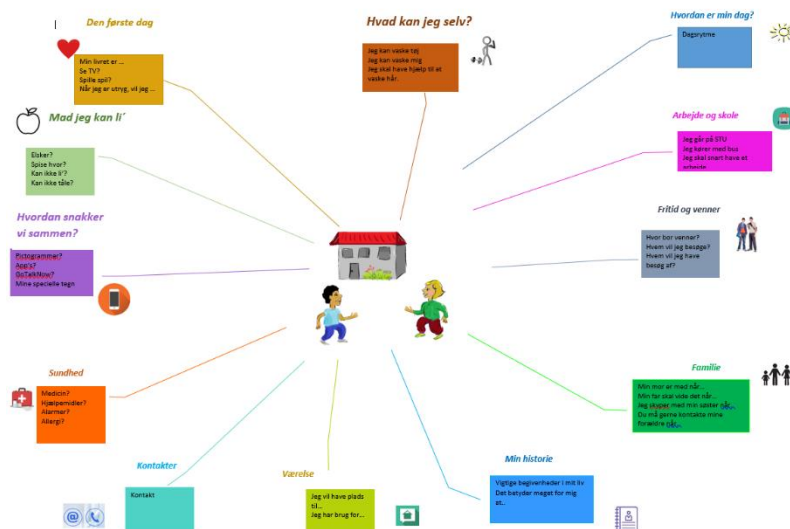 Den første dag
Min livret er ...
Se TV?
Spille spil?
Når jeg er utryg, vil jeg ...
Hvad kan jeg selv?
Jeg kan vaske tøj
Jeg kan vaske mig
Jeg skal have hjælp til at
vaske hår.
Hvordan er min dag?
Dagsrytme
Mad jeg kan li´
Elsker?
Spise hvor?
Kan ikke li'?
Kan ikke tåle?
Arbejde og skole
Jeg går på STU
Jeg kører med bus
Jeg skal snart have et
arbejde
Hvordan snakker
vi sammen?
Pictogrammer?
App's?
GoTalkNow?
Mine specielle tegn
Fritid og venner
Hvor bor venner?
Hvem vil jeg besøge?
Hvem vil jeg have
besøg af?
Sundhed
Medicin?
Hjælpemidler?
Alarmer?
Allergi?
Familie
Min mor er med når...
Min far skal vide det når...
Jeg skyper med min søster når...
Du må gerne kontakte mine
forældre når...
Kontakter
Kontakt
Værelse
Jeg vil have plads
til...
Jeg har brug for...
Min historie
Vigtige begivenheder i mit liv
Det betyder meget for mig
at..